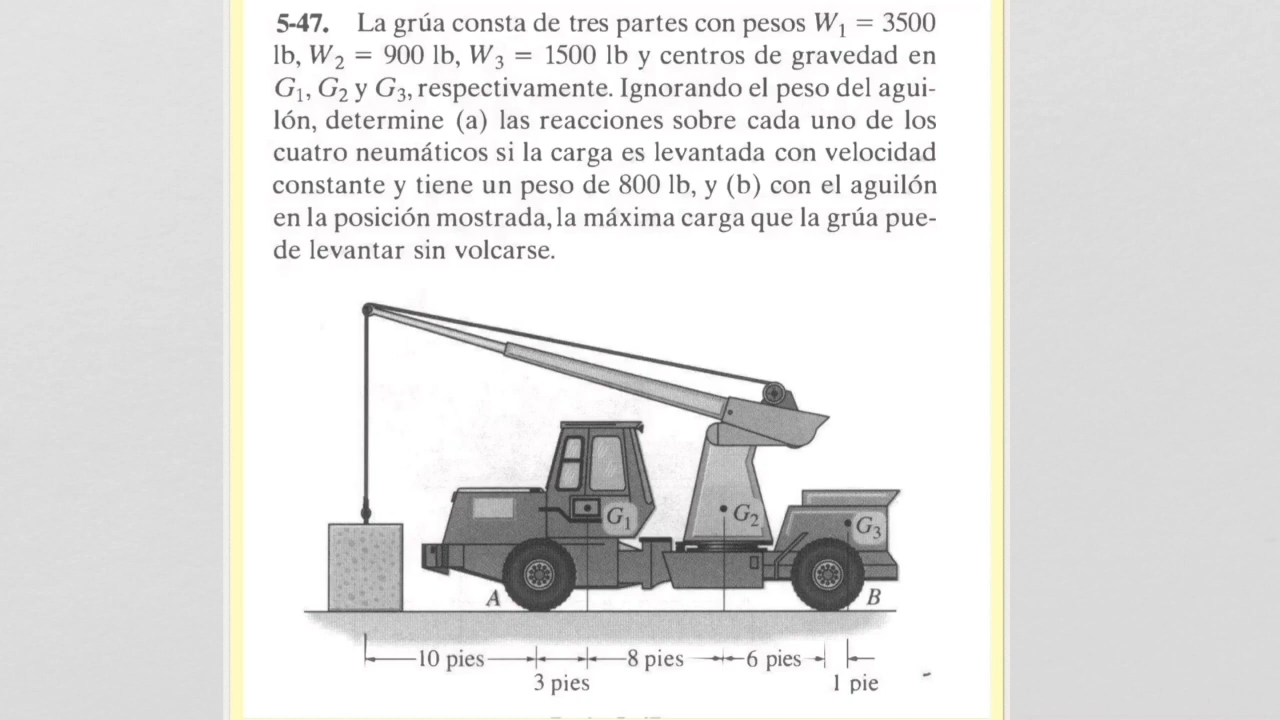 5-47. La grúa consta de tres partes con pesos W₁ = 3500
lb, W₂ = 900 lb, W₃ = 1500 lb y centros de gravedad en
G₁, G₂ y G₃, respectivamente. Ignorando el peso del agui-
lón, determine (a) las reacciones sobre cada uno de los
cuatro neumáticos si la carga es levantada con velocidad
constante y tiene un peso de 800 lb, y (b) con el aguilón
en la posición mostrada, la máxima carga que la grúa pue-
de levantar sin volcarse.
G₁
G₂
G₃
A
B
10 pies
3 pies
8 pies
6 pies
1 pie